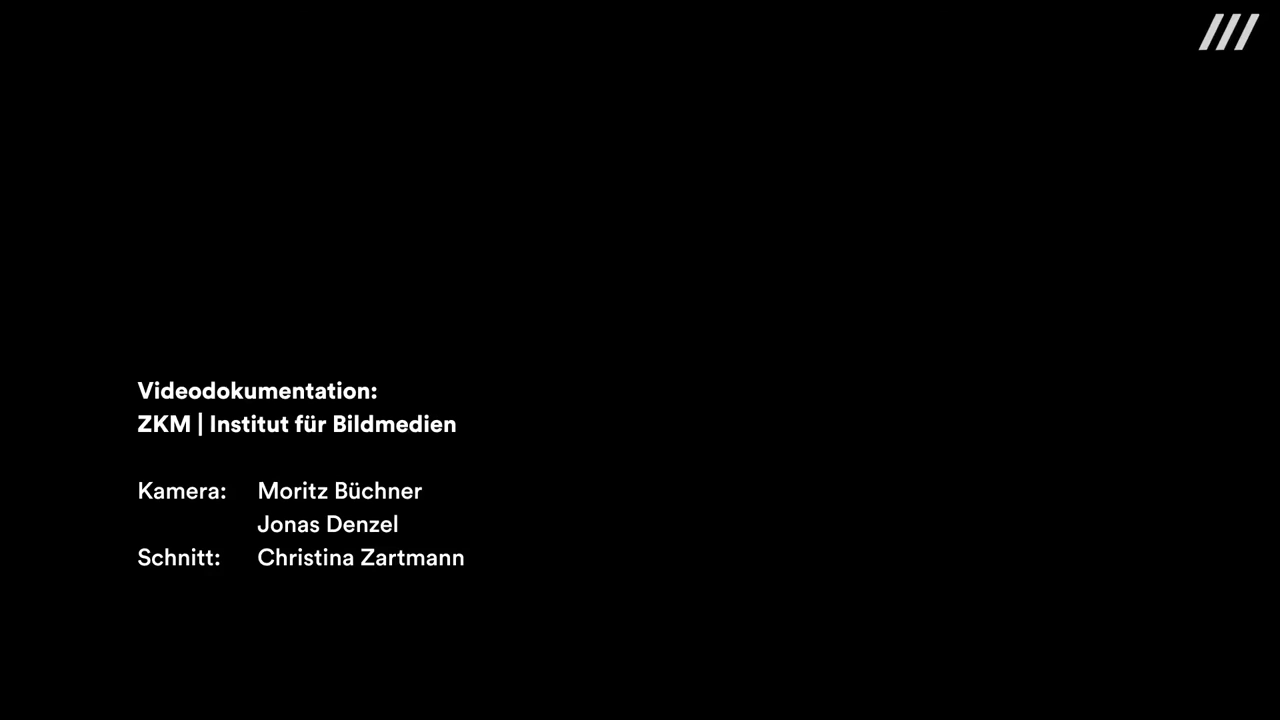 Videodokumentation:
ZKM | Institut für Bildmedien
Kamera: Moritz Büchner
Jonas Denzel
Schnitt: Christina Zartmann